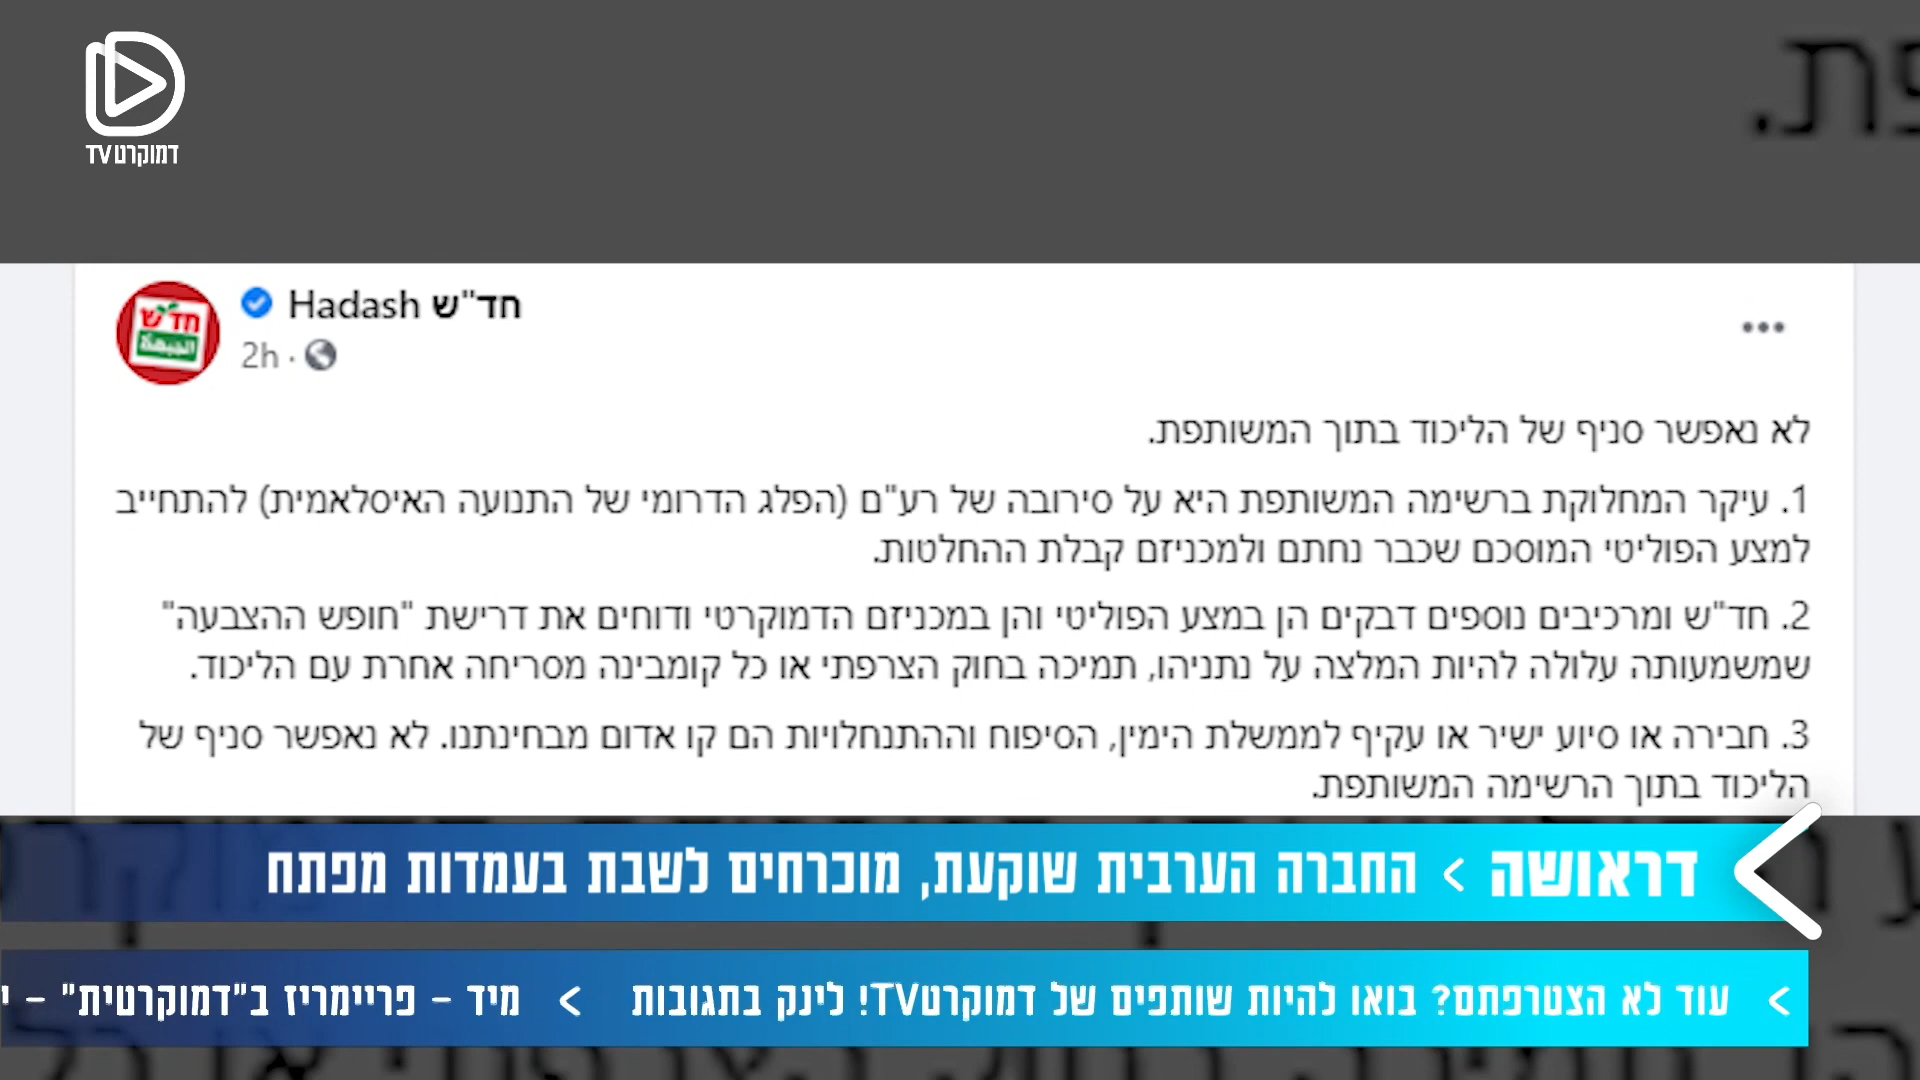 דמוקרטTV
פת.
Hadash חד"ש
2h
חד"ש
الجبهة
לא נאפשר סניף של הליכוד בתוך המשותפת.
1. עיקר המחלוקת ברשימה המשותפת היא על סירובה של רע"ם (הפלג הדרומי של התנועה האיסלאמית) להתחייב
למצע הפוליטי המוסכם שכבר נחתם ולמכניזם קבלת ההחלטות.
2. חד"ש ומרכיבים נוספים דבקים הן במצע הפוליטי והן במכניזם הדמוקרטי ודוחים את דרישת "חופש ההצבעה"
שמשמעותה עלולה להיות המלצה על נתניהו, תמיכה בחוק הצרפתי או כל קומבינה מסריחה אחרת עם הליכוד.
3. חבירה או סיוע ישיר או עקיף לממשלת הימין, הסיפוח וההתנחלויות הם קו אדום מבחינתנו. לא נאפשר סניף של
הליכוד בתוך הרשימה המשותפת.
דראושה > החברה הערבית שוקעת, מוכרחים לשבת בעמדות מפתח
> עוד לא הצטרפתם? בואו להיות שותפים של דמוקרטTV! לינק בתגובות > מיד - פריימריז ב"דמוקרטית" - י